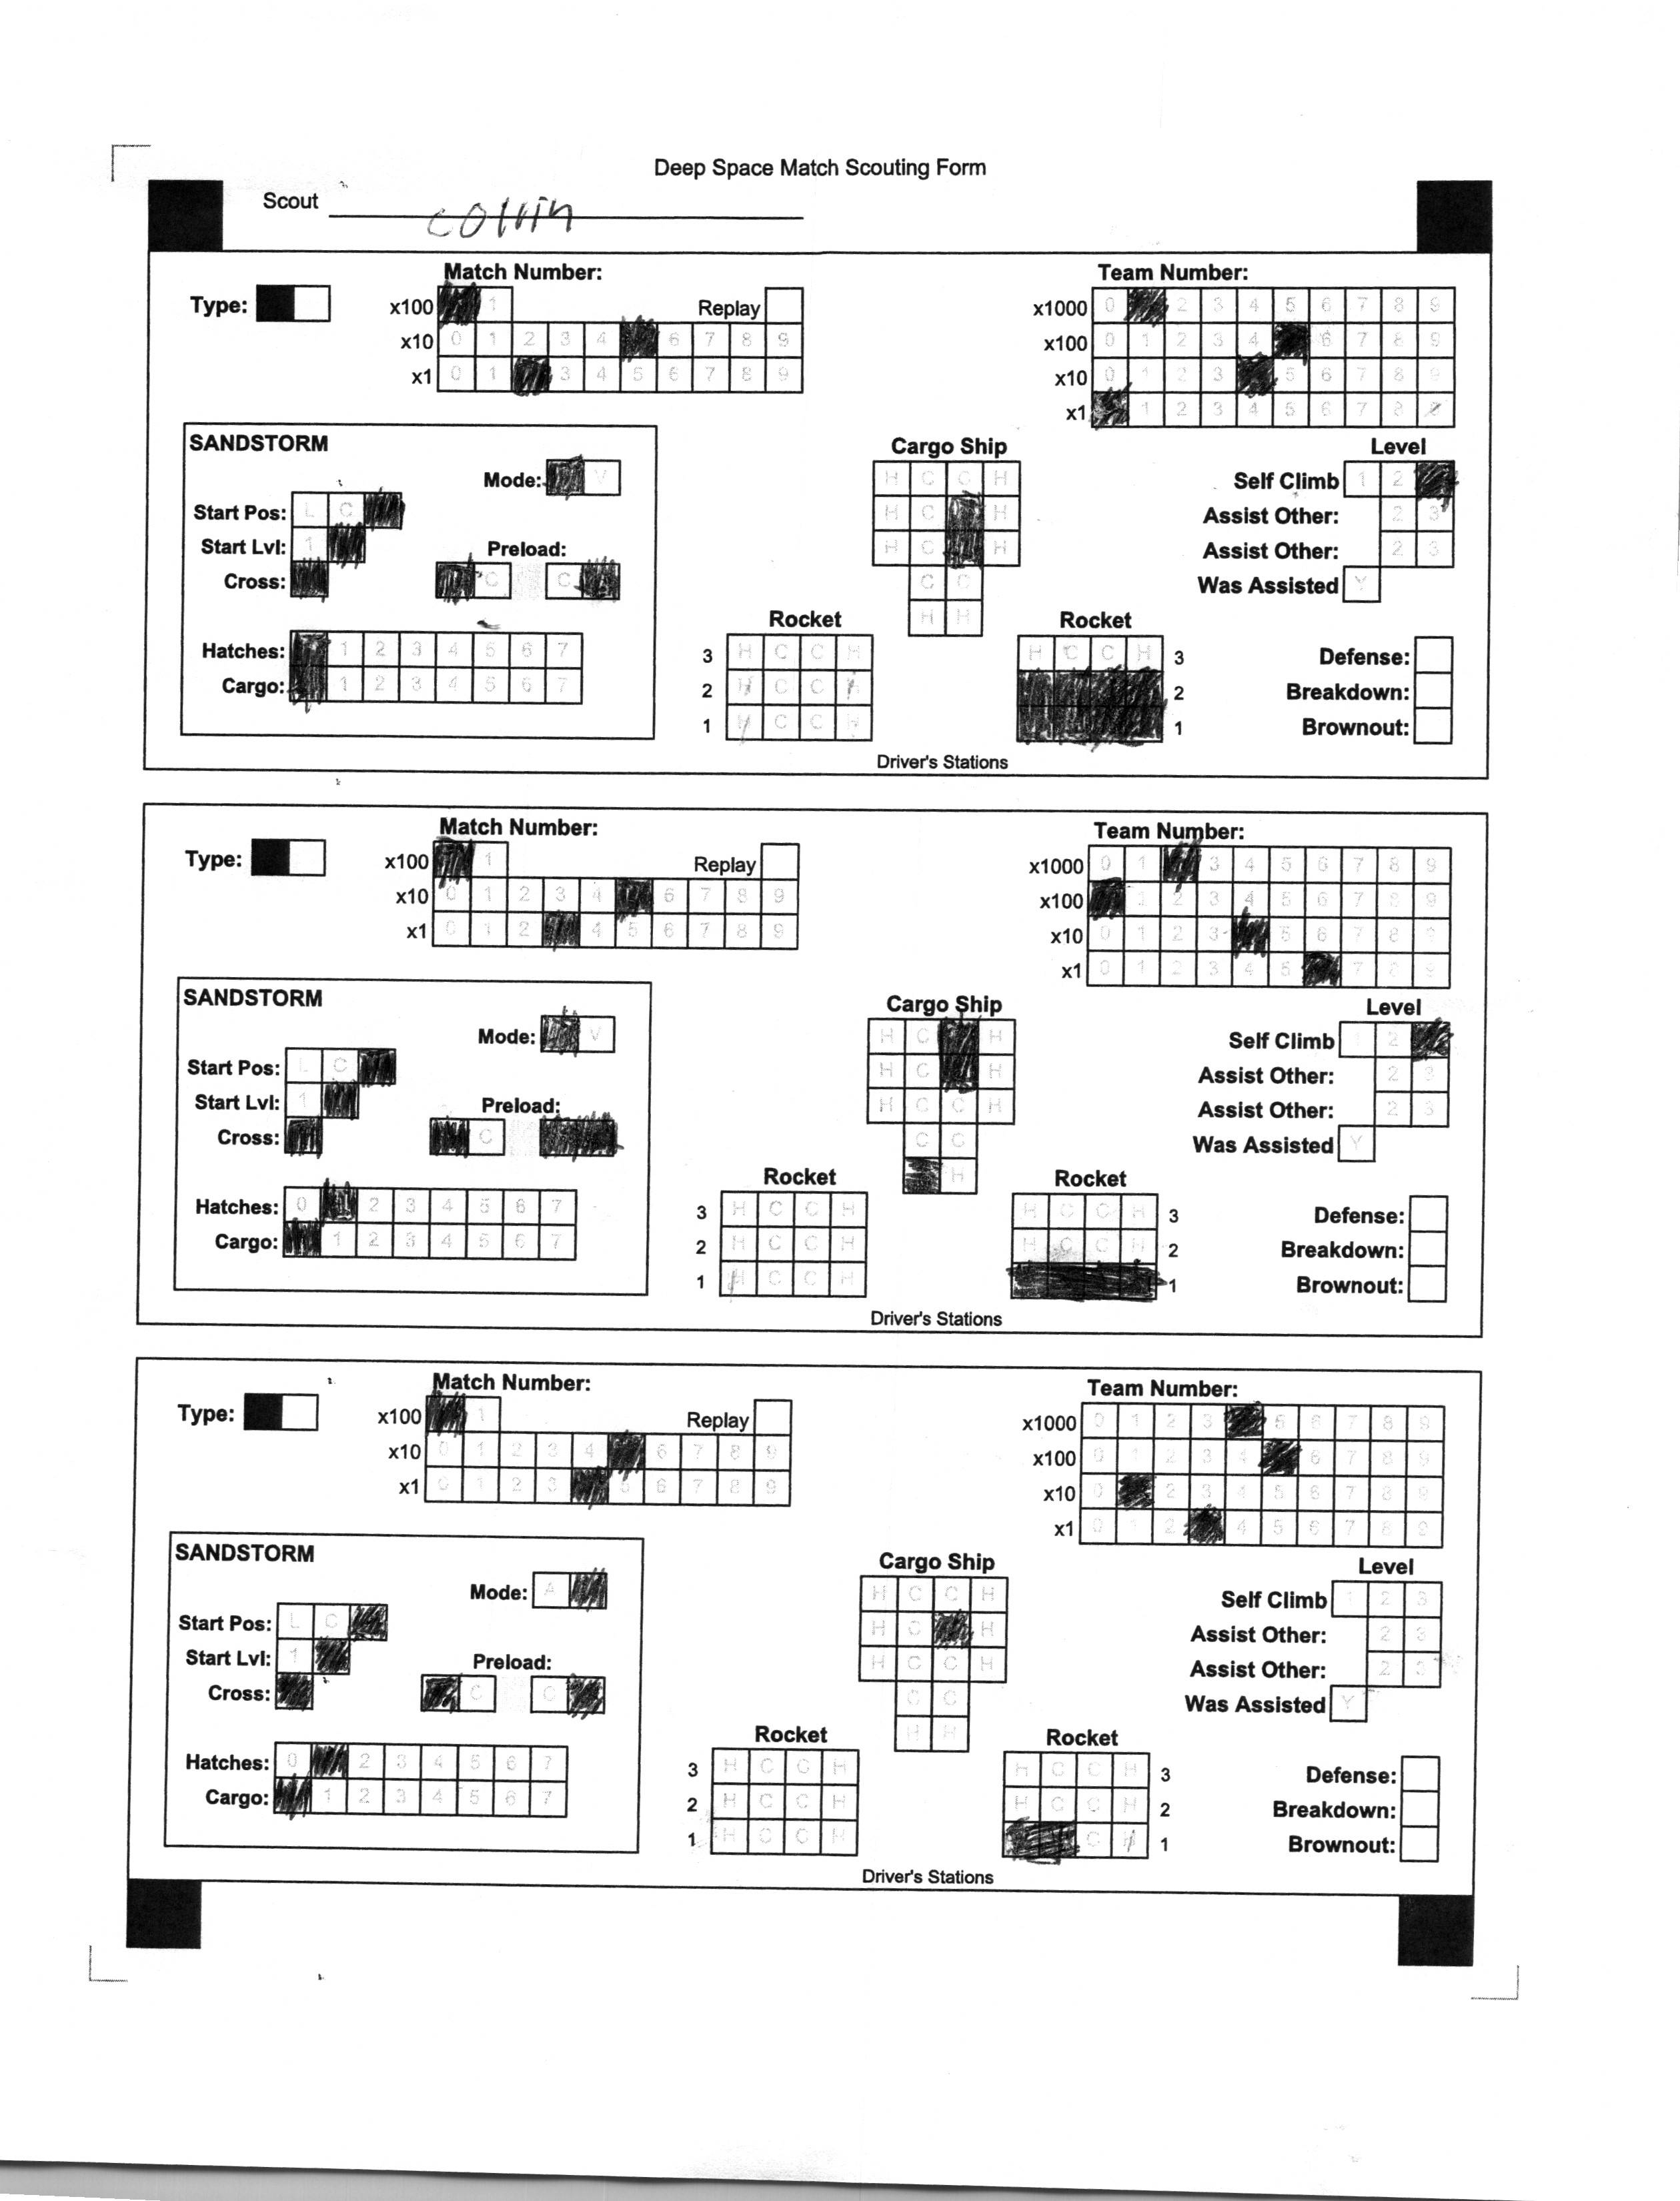 Deep Space Match Scouting Form
Scout collin
Match Number: Team Number:
Type: x100 1 Replay x1000 0 2 3 4 5 6 7 8 9
x10 0 1 2 3 4 6 7 8 9 x100 0 1 2 3 4 6 7 8 9
x1 0 1 3 4 5 6 7 8 9 x10 0 1 2 3 5 6 7 8 9
x1 1 2 3 4 5 6 7 8 9
SANDSTORM Cargo Ship Level
Mode: V H C C H Self Climb 1 2
Start Pos: L C H C H Assist Other: 2 3
Start Lvl: 1 Preload: H C H Assist Other: 2 3
Cross: C C C C Was Assisted Y
H H
Rocket Rocket
Hatches: 1 2 3 4 5 6 7 3 H C C H H C C H 3 Defense:
Cargo: 1 2 3 4 5 6 7 2 H C C H 2 Breakdown:
1 H C C H 1 Brownout:
Driver's Stations
Match Number: Team Number:
Type: x100 1 Replay x1000 0 1 3 4 5 6 7 8 9
x10 0 1 2 3 4 6 7 8 9 x100 1 2 3 4 5 6 7 8 9
x1 0 1 2 4 5 6 7 8 9 x10 0 1 2 3 5 6 7 8 9
x1 0 1 2 3 4 5 7 8 9
SANDSTORM Cargo Ship Level
Mode: V H C H Self Climb 1 2
Start Pos: L C H C H Assist Other: 2 3
Start Lvl: 1 Preload: H C C H Assist Other: 2 3
Cross: C C C Was Assisted Y
H
Rocket Rocket
Hatches: 0 2 3 4 5 6 7 3 H C C H H C C H 3 Defense:
Cargo: 1 2 3 4 5 6 7 2 H C C H H C C H 2 Breakdown:
1 H C C H 1 Brownout:
Driver's Stations
Match Number: Team Number:
Type: x100 1 Replay x1000 0 1 2 3 5 6 7 8 9
x10 0 1 2 3 4 6 7 8 9 x100 0 1 2 3 4 6 7 8 9
x1 0 1 2 3 5 6 7 8 9 x10 0 2 3 4 5 6 7 8 9
x1 0 1 2 4 5 6 7 8 9
SANDSTORM Cargo Ship Level
Mode: A H C C H Self Climb 1 2 3
Start Pos: L C H C H Assist Other: 2 3
Start Lvl: 1 Preload: H C C H Assist Other: 2 3
Cross: C C C C Was Assisted Y
H H
Rocket Rocket
Hatches: 0 2 3 4 5 6 7 3 H C C H H C C H 3 Defense:
Cargo: 1 2 3 4 5 6 7 2 H C C H H C C H 2 Breakdown:
1 H C C H C H 1 Brownout:
Driver's Stations